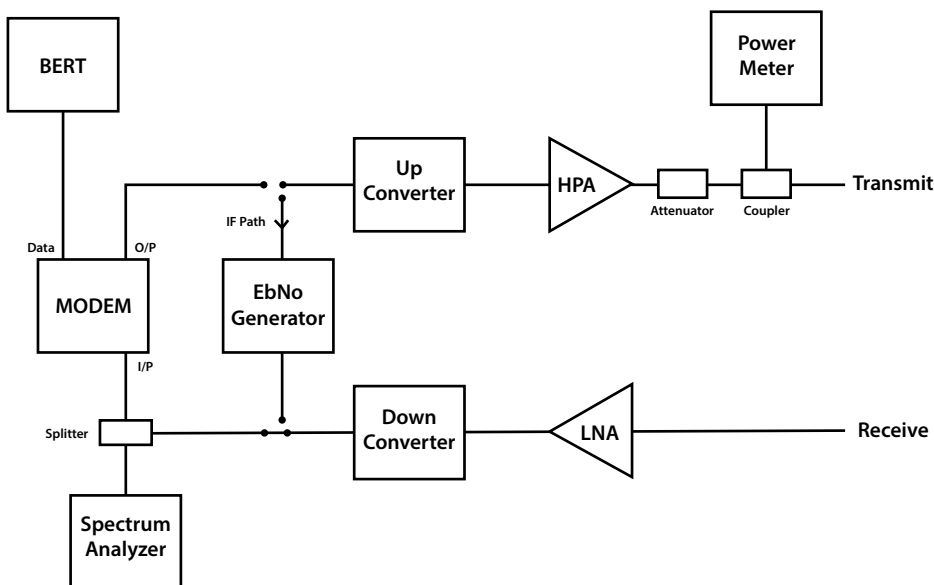 BERT
Power
Meter
Up
Converter
HPA
Transmit
Attenuator
Coupler
IF Path
Data
O/P
MODEM
EbNo
Generator
I/P
Splitter
Down
Converter
LNA
Receive
Spectrum
Analyzer